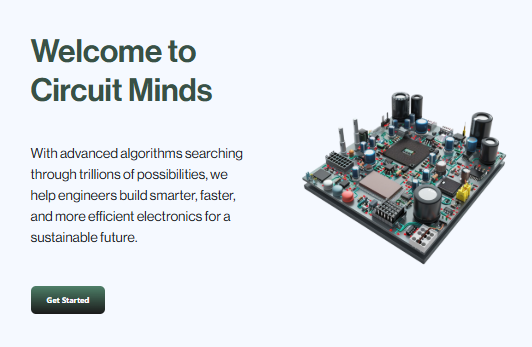 Welcome to
Circuit Minds
With advanced algorithms searching
through trillions of possibilities, we
help engineers build smarter, faster,
and more efficient electronics for a
sustainable future.
Get Started